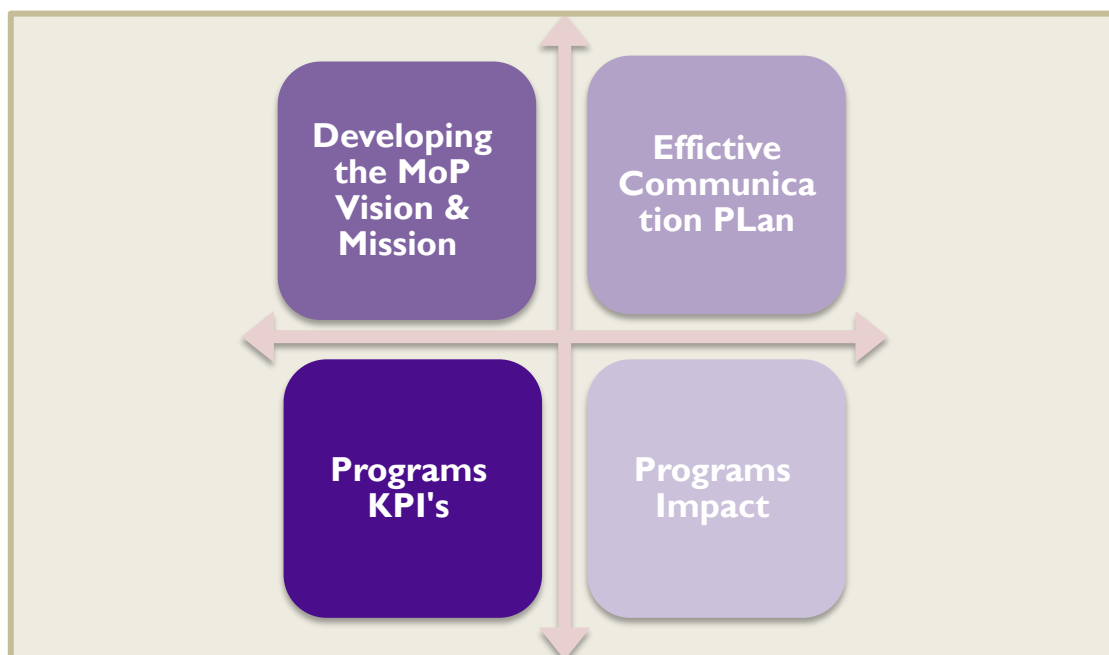 Developing
the MoP
Vision &
Mission
Effictive
Communica
tion PLan
Programs
KPI's
Programs
Impact